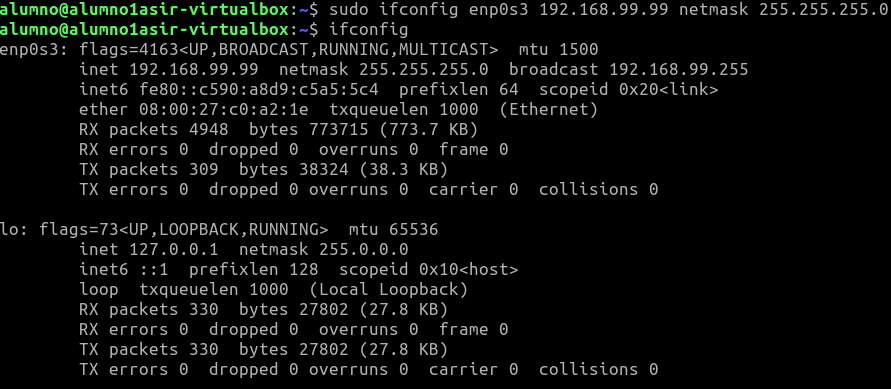 alumno@alumno1asir-virtualbox:~$ sudo ifconfig enp0s3 192.168.99.99 netmask 255.255.255.0
alumno@alumno1asir-virtualbox:~$ ifconfig
enp0s3: flags=4163<UP,BROADCAST,RUNNING,MULTICAST>  mtu 1500
        inet 192.168.99.99  netmask 255.255.255.0  broadcast 192.168.99.255
        inet6 fe80::c590:a8d9:c5a5:5c4  prefixlen 64  scopeid 0x20<link>
        ether 08:00:27:c0:a2:1e  txqueuelen 1000  (Ethernet)
        RX packets 4948  bytes 773715 (773.7 KB)
        RX errors 0  dropped 0  overruns 0  frame 0
        TX packets 309  bytes 38324 (38.3 KB)
        TX errors 0  dropped 0 overruns 0  carrier 0  collisions 0

lo: flags=73<UP,LOOPBACK,RUNNING>  mtu 65536
        inet 127.0.0.1  netmask 255.0.0.0
        inet6 ::1  prefixlen 128  scopeid 0x10<host>
        loop  txqueuelen 1000  (Local Loopback)
        RX packets 330  bytes 27802 (27.8 KB)
        RX errors 0  dropped 0  overruns 0  frame 0
        TX packets 330  bytes 27802 (27.8 KB)
        TX errors 0  dropped 0 overruns 0  carrier 0  collisions 0